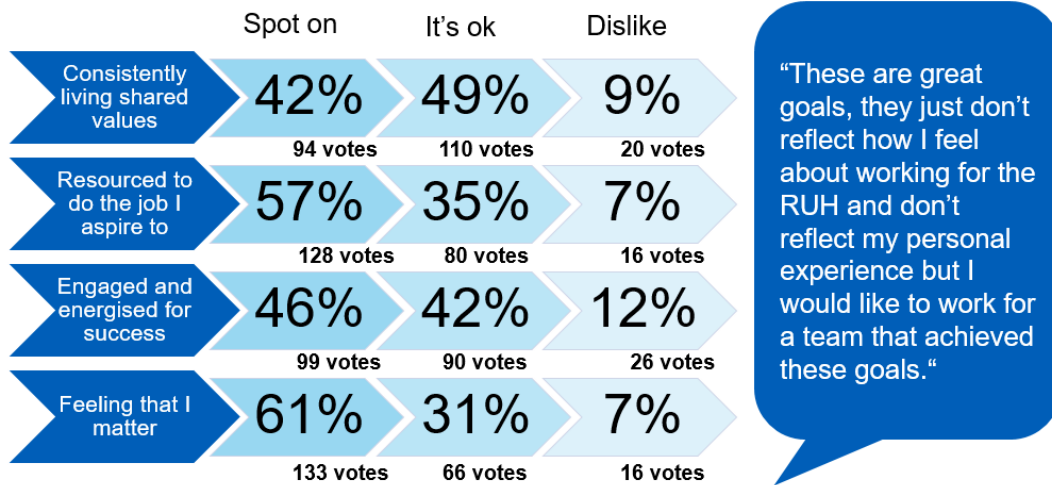 Spot on It's ok Dislike
Consistently
living shared
values
42% 49% 9%
94 votes 110 votes 20 votes
Resourced to
do the job I
aspire to
57% 35% 7%
128 votes 80 votes 16 votes
Engaged and
energised for
success
46% 42% 12%
99 votes 90 votes 26 votes
Feeling that I
matter
61% 31% 7%
133 votes 66 votes 16 votes
“These are great
goals, they just don’t
reflect how I feel
about working for the
RUH and don’t
reflect my personal
experience but I
would like to work for
a team that achieved
these goals.“